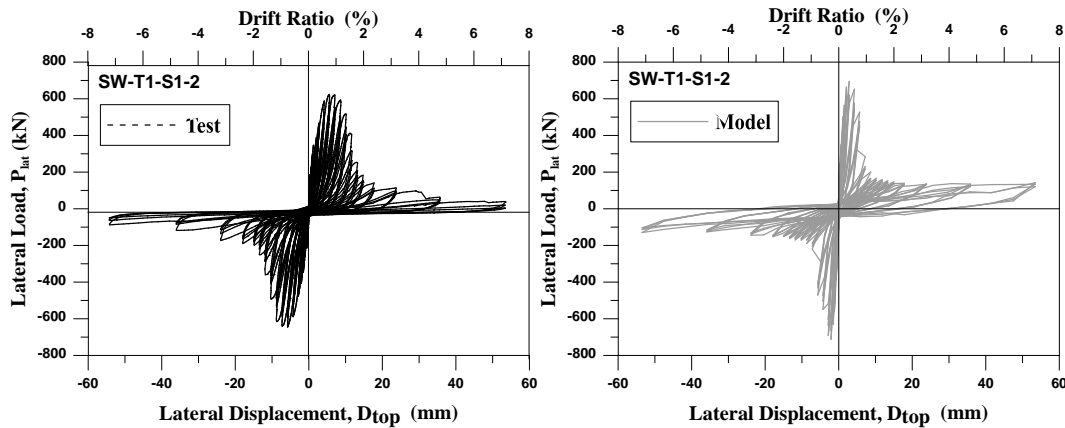 Drift Ratio (%)
-8 -6 -4 -2 0 2 4 6 8
800
600
400
200
0
-200
-400
-600
-800
Lateral Load, Plat (kN)
SW-T1-S1-2
Test
-60 -40 -20 0 20 40 60
Lateral Displacement, Dtop (mm)
Drift Ratio (%)
-8 -6 -4 -2 0 2 4 6 8
800
600
400
200
0
-200
-400
-600
-800
Lateral Load, Plat (kN)
SW-T1-S1-2
Model
-60 -40 -20 0 20 40 60
Lateral Displacement, Dtop (mm)